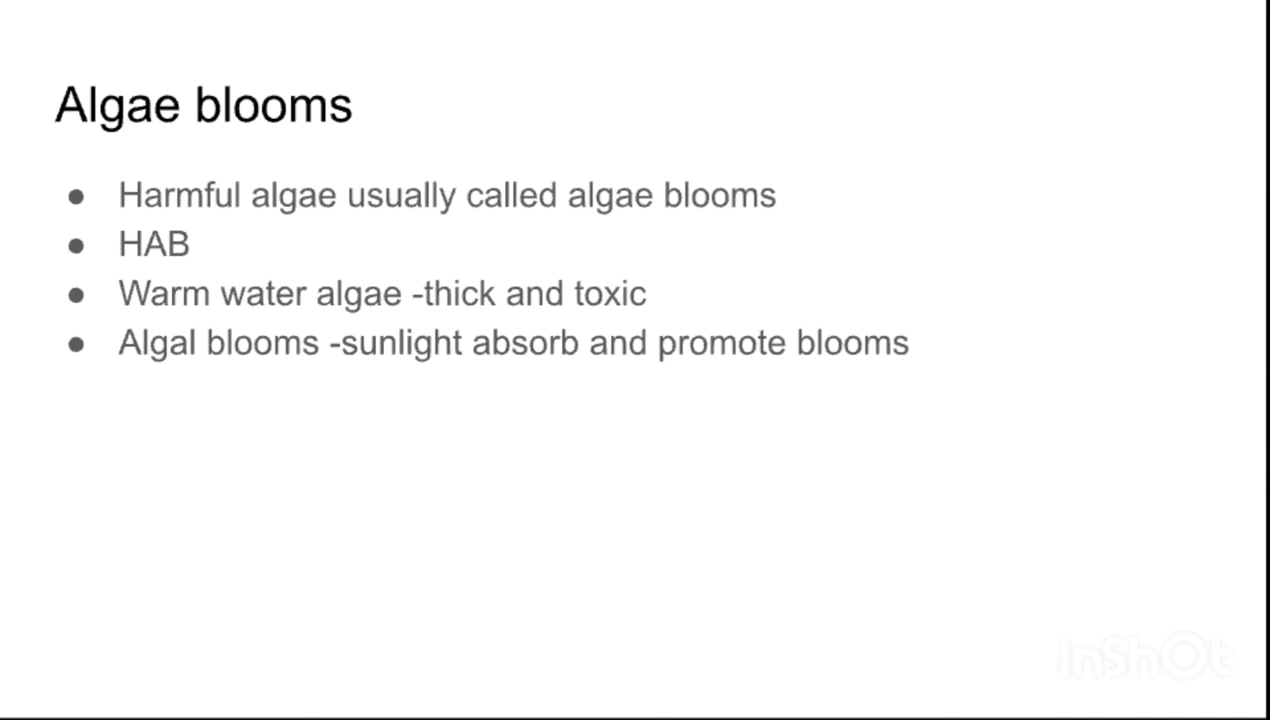 Algae blooms
● Harmful algae usually called algae blooms
● HAB
● Warm water algae -thick and toxic
● Algal blooms -sunlight absorb and promote blooms
InShOt